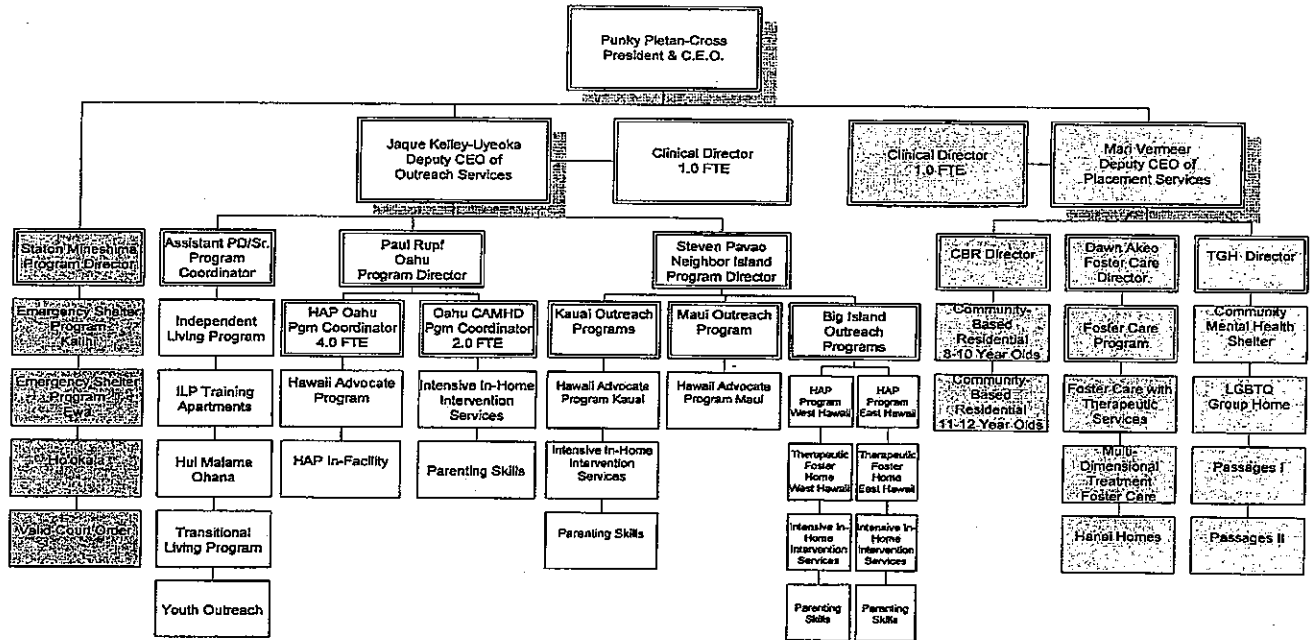 Punky Pletan-Cross
President & C.E.O.
Jaque Kelley-Uyeoka
Deputy CEO of
Outreach Services
Clinical Director
1.0 FTE
Clinical Director
1.0 FTE
Mari Vermeer
Deputy CEO of
Placement Services
Staton Mineshima
Program Director
Assistant PD/Sr.
Program
Coordinator
Paul Rupf
Oahu
Program Director
Steven Pavao
Neighbor Island
Program Director
CBR Director
Dawn Akeo
Foster Care
Director
TGH Director
Emergency Shelter
Program
Kalihi
Emergency Shelter
Program
Ewa
Hookala
Valid Court Order
Independent
Living Program
ILP Training
Apartments
Hui Malama
Ohana
Transitional
Living Program
Youth Outreach
HAP Oahu
Pgm Coordinator
4.0 FTE
Hawaii Advocate
Program
HAP In-Facility
Oahu CAMHD
Pgm Coordinator
2.0 FTE
Intensive In-Home
Intervention
Services
Parenting Skills
Kauai Outreach
Programs
Hawaii Advocate
Program Kauai
Intensive In-Home
Intervention
Services
Parenting Skills
Maui Outreach
Program
Hawaii Advocate
Program Maui
Big Island
Outreach
Programs
HAP
Program
West Hawaii
Therapeutic
Foster
Home
West Hawaii
Intensive In-
Home
Intervention
Services
Parenting
Skills
HAP
Program
East Hawaii
Therapeutic
Foster
Home
East Hawaii
Intensive In-
Home
Intervention
Services
Parenting
Skills
Community-
Based
Residential
8-10 Year Olds
Community-
Based
Residential
11-12 Year Olds
Foster Care
Program
Foster Care with
Therapeutic
Services
Multi-
Dimensional
Treatment
Foster Care
Hanai Homes
Community
Mental Health
Shelter
LGBTQ
Group Home
Passages I
Passages II